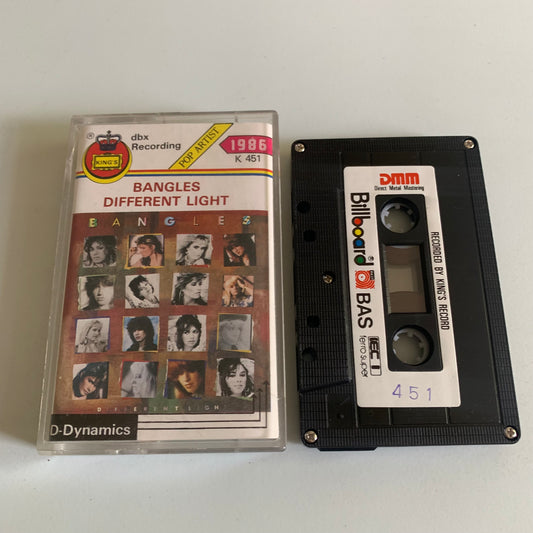 ® KING'S
dbx
Recording
POP ARTIST
1986
K 451
BANGLES
DIFFERENT LIGHT
BANGLES
DIFFERENT LIGH
D-Dynamics
DMM
Direct Metal Mastering
Billboard® BAS
RECORDED BY KING'S RECORD
IEC I
ferro super
451